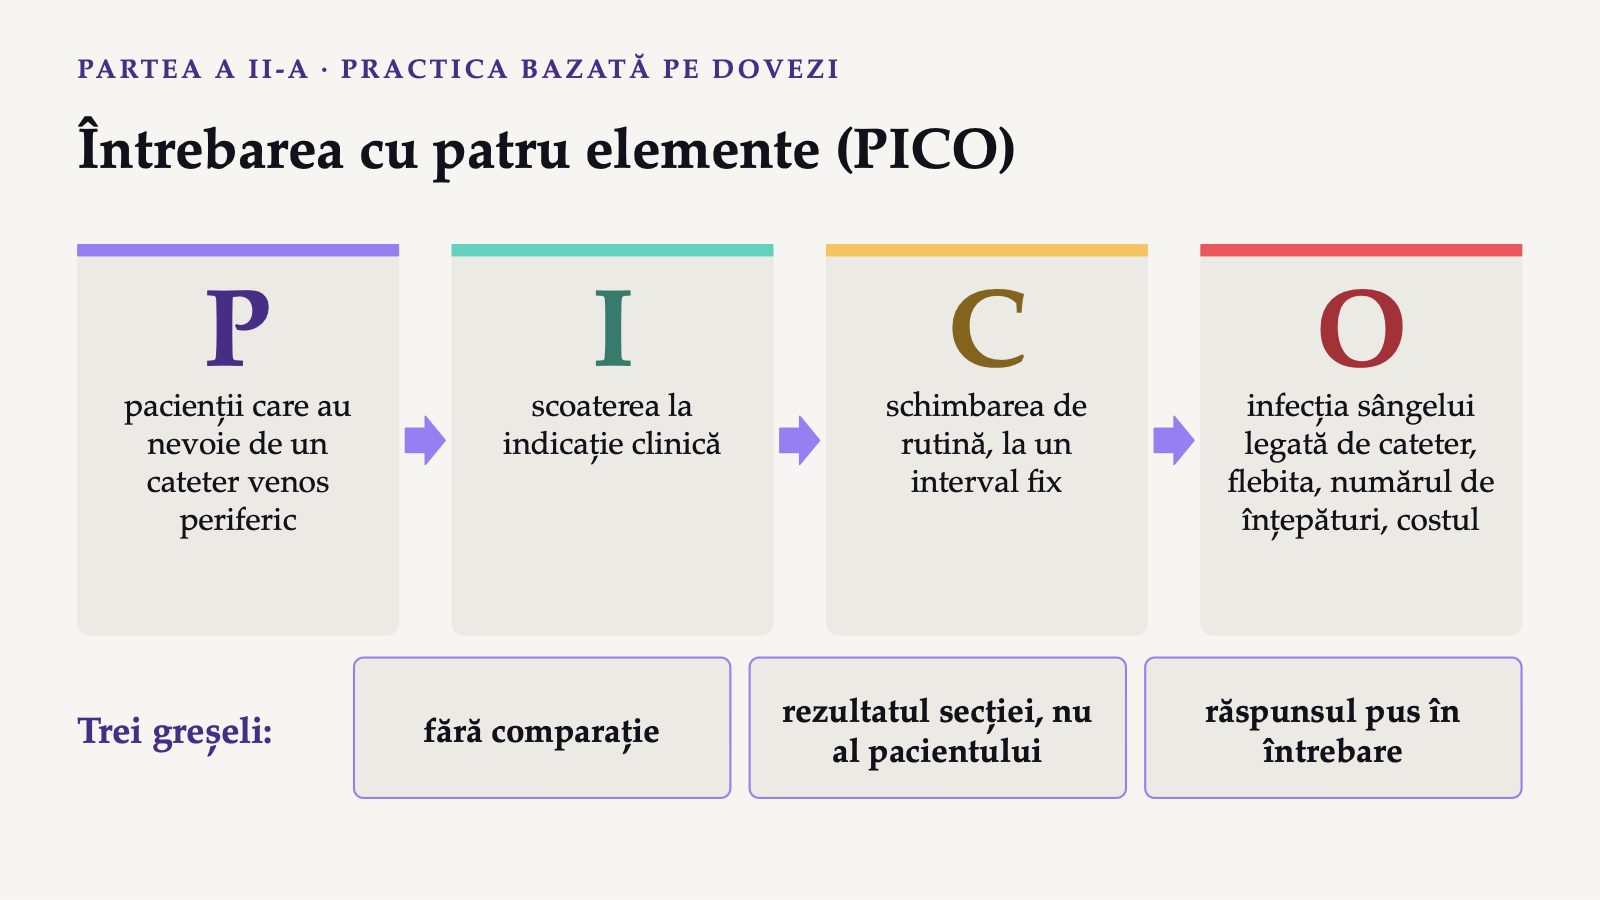 PARTEA A II-A · PRACTICA BAZATĂ PE DOVEZI
Întrebarea cu patru elemente (PICO)
P
pacienții care au
nevoie de un
cateter venos
periferic
I
scoaterea la
indicație clinică
C
schimbarea de
rutină, la un
interval fix
O
infecția sângelui
legată de cateter,
flebita, numărul de
înțepături, costul
Trei greșeli:
fără comparație
rezultatul secției, nu
al pacientului
răspunsul pus în
întrebare